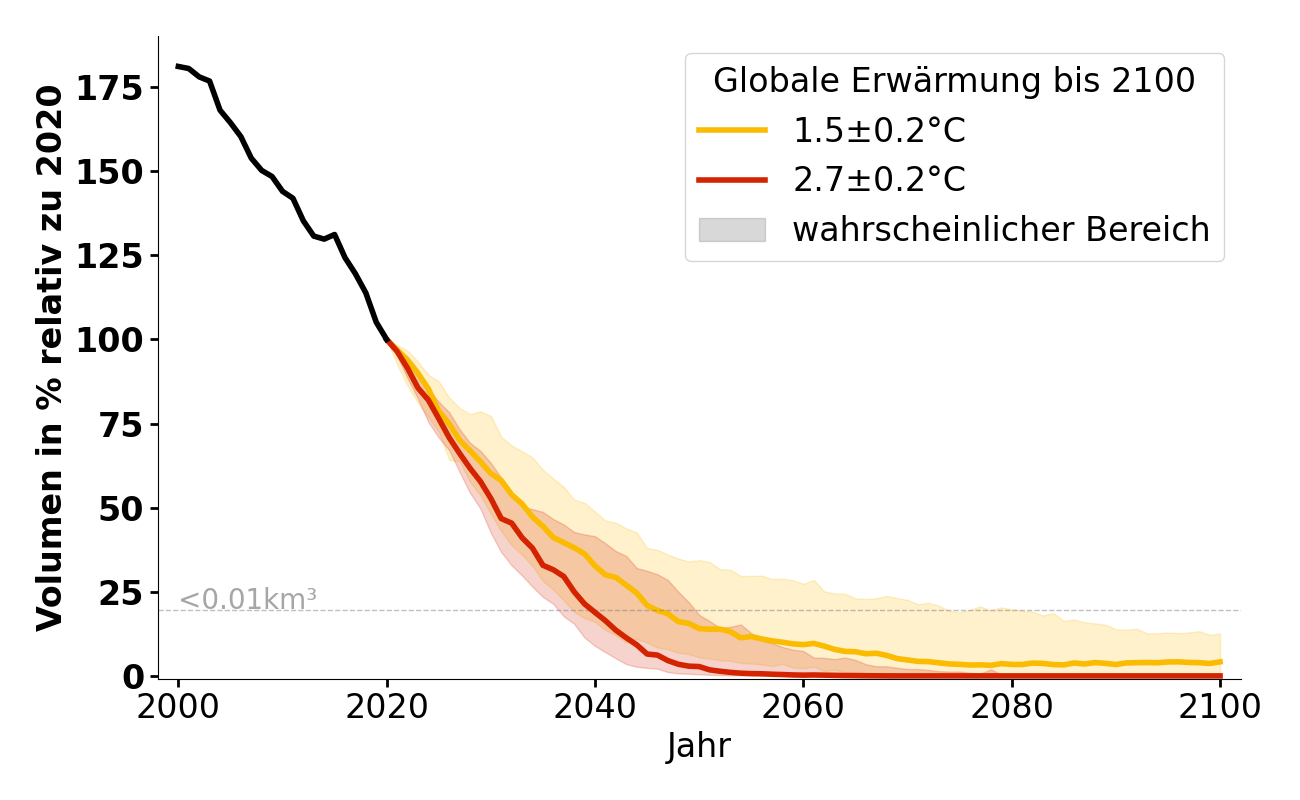 Volumen in % relativ zu 2020
175
150
125
100
75
50
25
0
Globale Erwärmung bis 2100
1.5±0.2°C
2.7±0.2°C
wahrscheinlicher Bereich
<0.01km³
2000 2020 2040 2060 2080 2100
Jahr